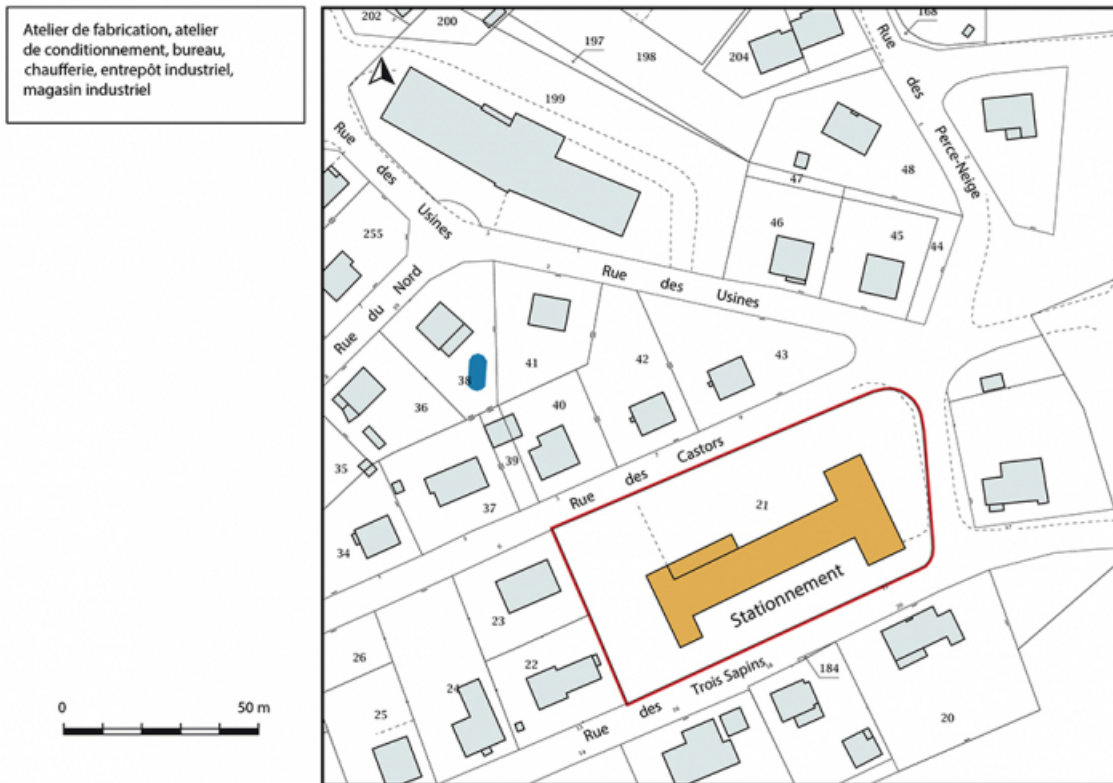 Atelier de fabrication, atelier
de conditionnement, bureau,
chaufferie, entrepôt industriel,
magasin industriel
202
200
197
198
204
168
Rue des Perce-Neige
199
Rue des Usines
48
47
46
45
44
255
Rue du Nord
Rue des Usines
38
41
42
43
36
40
35
39
37
34
Rue des Castors
21
Stationnement
23
22
24
26
25
Rue des Trois Sapins
184
20
0
50 m